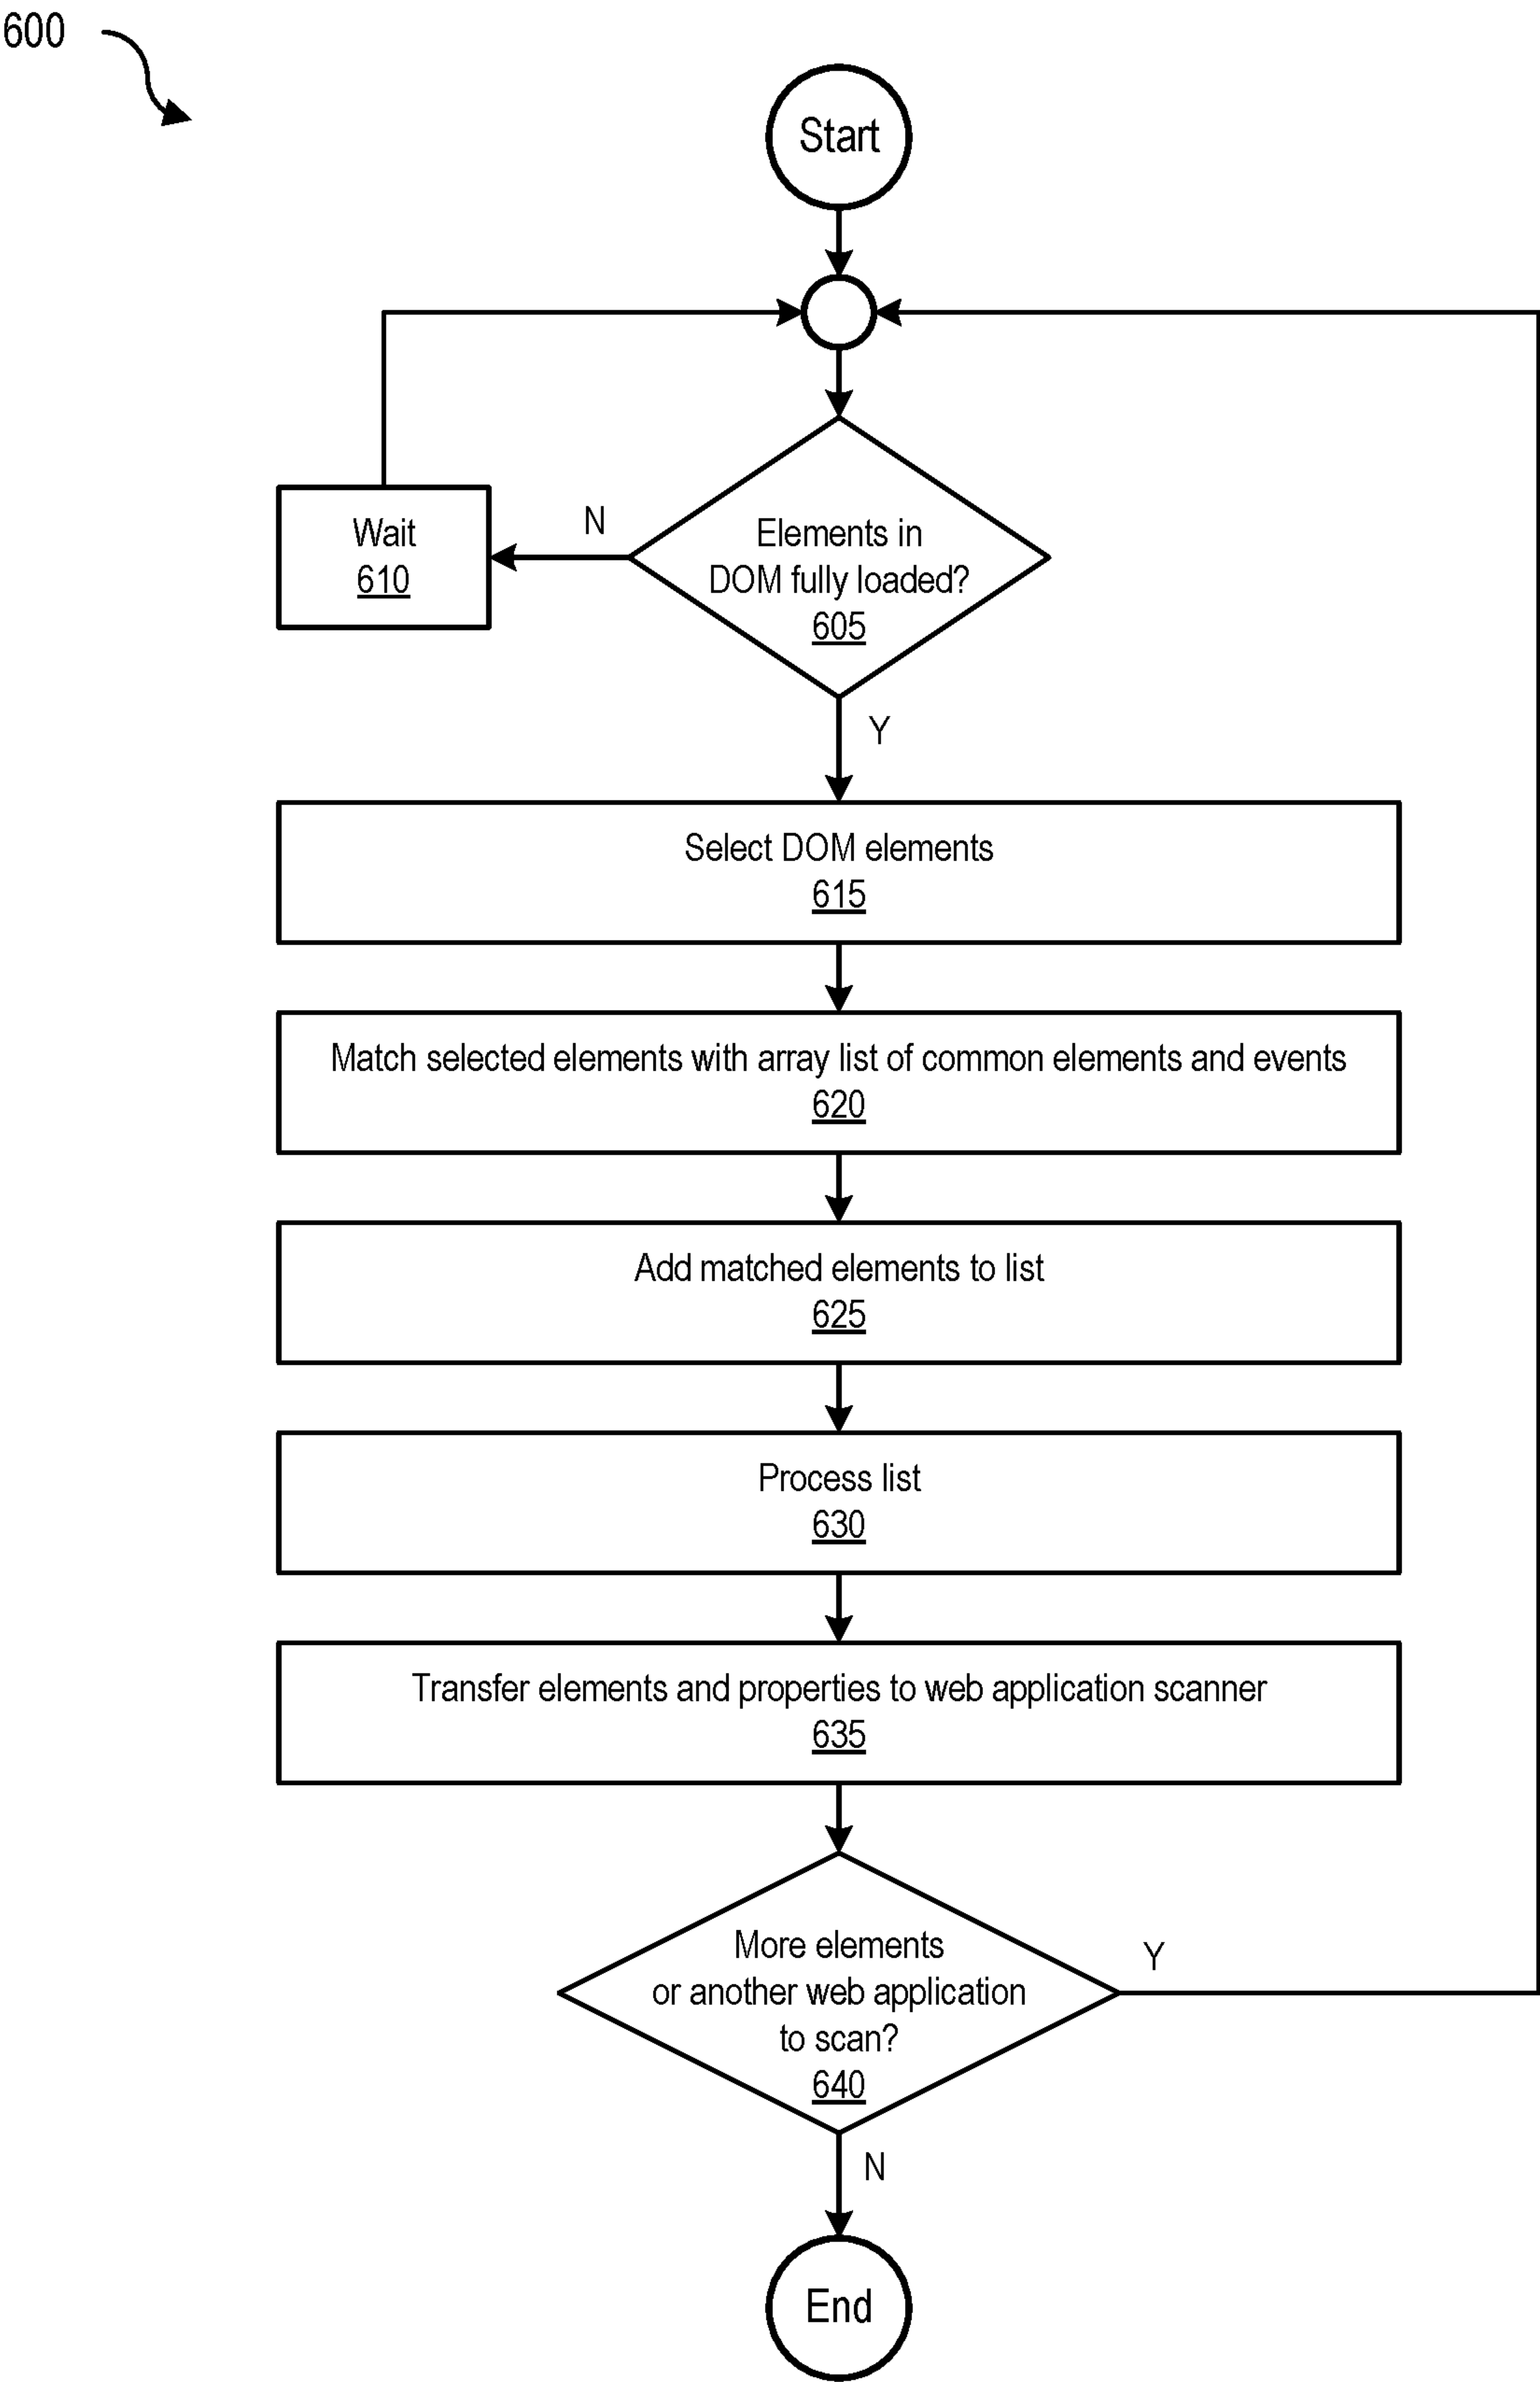 600
Start
Elements in
DOM fully loaded?
605
N
Wait
610
Y
Select DOM elements
615
Match selected elements with array list of common elements and events
620
Add matched elements to list
625
Process list
630
Transfer elements and properties to web application scanner
635
More elements
or another web application
to scan?
640
Y
N
End